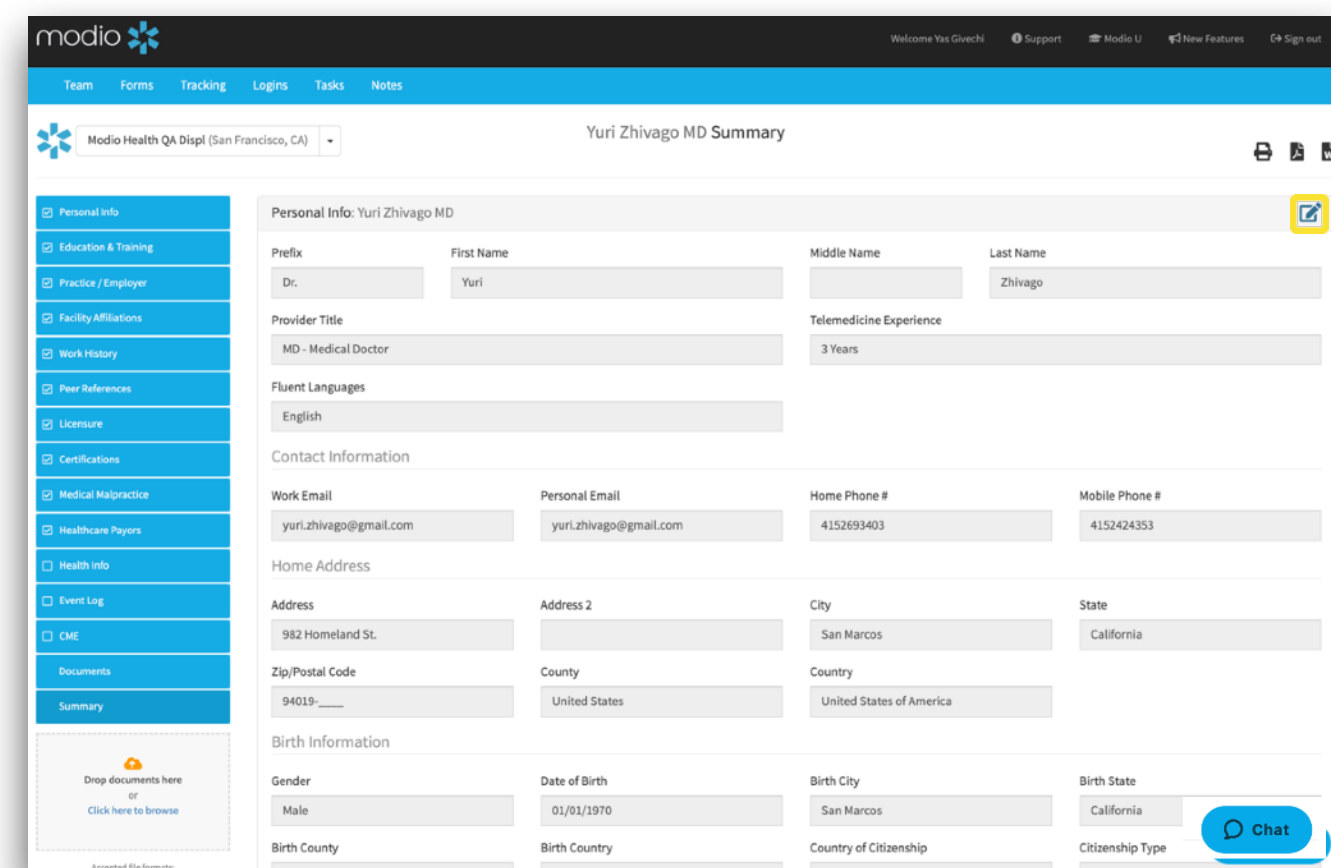 modio
Welcome Yas Givechi Support Modio U New Features Sign out
Team Forms Tracking Logins Tasks Notes
Modio Health QA Displ (San Francisco, CA)
Yuri Zhivago MD Summary
Personal Info
Education & Training
Practice / Employer
Facility Affiliations
Work History
Peer References
Licensure
Certifications
Medical Malpractice
Healthcare Payors
Health Info
Event Log
CME
Documents
Summary
Drop documents here
or
Click here to browse
Accepted file formats:
Personal Info: Yuri Zhivago MD
Prefix First Name Middle Name Last Name
Dr. Yuri Zhivago
Provider Title Telemedicine Experience
MD - Medical Doctor 3 Years
Fluent Languages
English
Contact Information
Work Email Personal Email Home Phone # Mobile Phone #
yuri.zhivago@gmail.com yuri.zhivago@gmail.com 4152693403 4152424353
Home Address
Address Address 2 City State
982 Homeland St. San Marcos California
Zip/Postal Code County Country
94019-____ United States United States of America
Birth Information
Gender Date of Birth Birth City Birth State
Male 01/01/1970 San Marcos California
Birth County Birth Country Country of Citizenship Citizenship Type
Chat